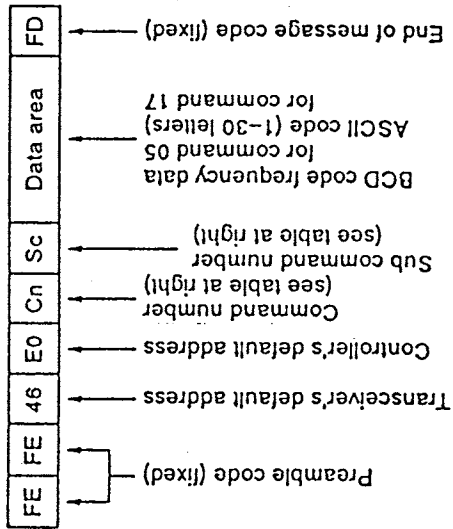 FE FE 46 E0 Cn Sc Data area FD
Preamble code (fixed)
Transceiver's default address
Controller's default address
Command number
(see table at right)
Sub command number
(see table at right)
BCD code frequency data
for command 05
ASCII code (1–30 letters)
for command 17
End of message code (fixed)